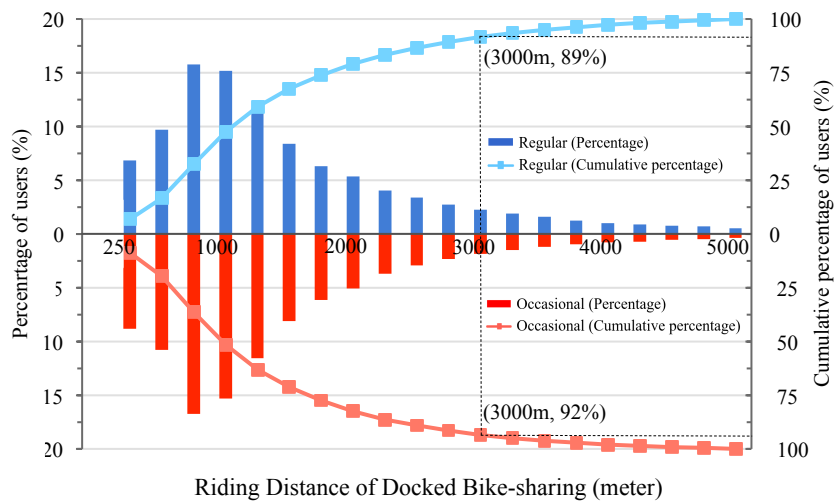 20
15
10
5
0
5
10
15
20
Percenrtage of users (%)
100
75
50
25
0
25
50
75
100
Cumulative percentage of users (%)
(3000m, 89%)
Regular (Percentage)
Regular (Cumulative percentage)
250 1000 2000 3000 4000 5000
Occasional (Percentage)
Occasional (Cumulative percentage)
(3000m, 92%)
Riding Distance of Docked Bike-sharing (meter)